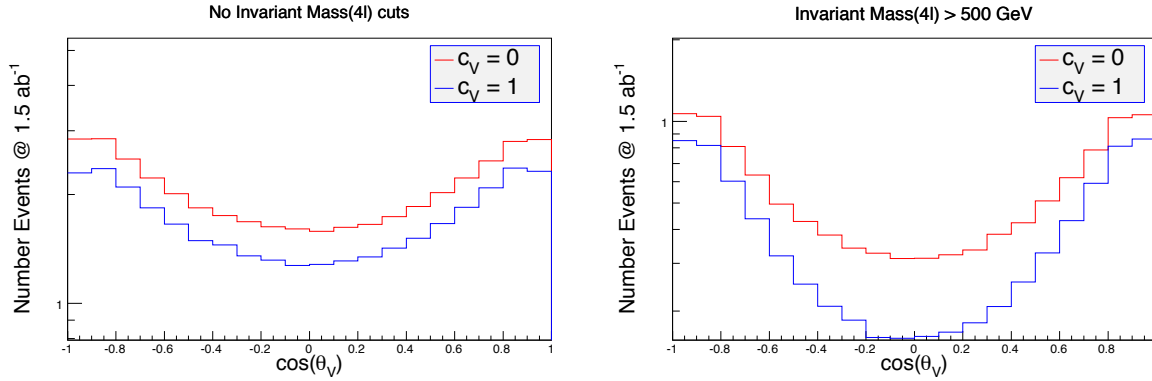 No Invariant Mass(4l) cuts
Number Events @ 1.5 ab⁻¹
c_V = 0
c_V = 1
1
-1 -0.8 -0.6 -0.4 -0.2 0 0.2 0.4 0.6 0.8 1
cos(θ_V)
Invariant Mass(4l) > 500 GeV
Number Events @ 1.5 ab⁻¹
c_V = 0
c_V = 1
1
-1 -0.8 -0.6 -0.4 -0.2 0 0.2 0.4 0.6 0.8 1
cos(θ_V)